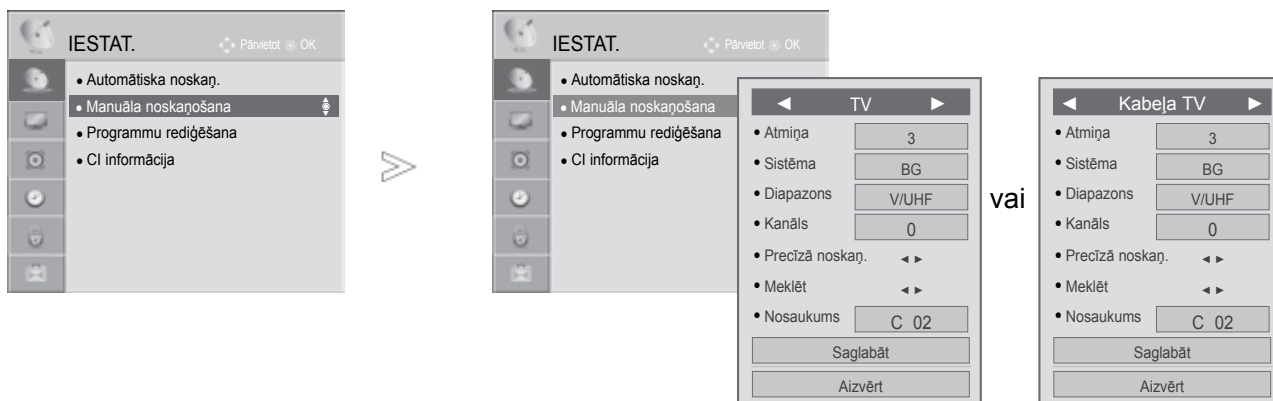 IESTAT.
Pārvietot OK
• Automātiska noskaņ.
• Manuāla noskaņošana
• Programmu rediģēšana
• CI informācija
IESTAT.
Pārvietot OK
• Automātiska noskaņ.
• Manuāla noskaņošana
• Programmu rediģēšana
• CI informācija
◄ TV ►
• Atmiņa 3
• Sistēma BG
• Diapazons V/UHF
• Kanāls 0
• Precīzā noskaņ. ◄ ►
• Meklēt ◄ ►
• Nosaukums C 02
Saglabāt
Aizvērt
vai
◄ Kabeļa TV ►
• Atmiņa 3
• Sistēma BG
• Diapazons V/UHF
• Kanāls 0
• Precīzā noskaņ. ◄ ►
• Meklēt ◄ ►
• Nosaukums C 02
Saglabāt
Aizvērt